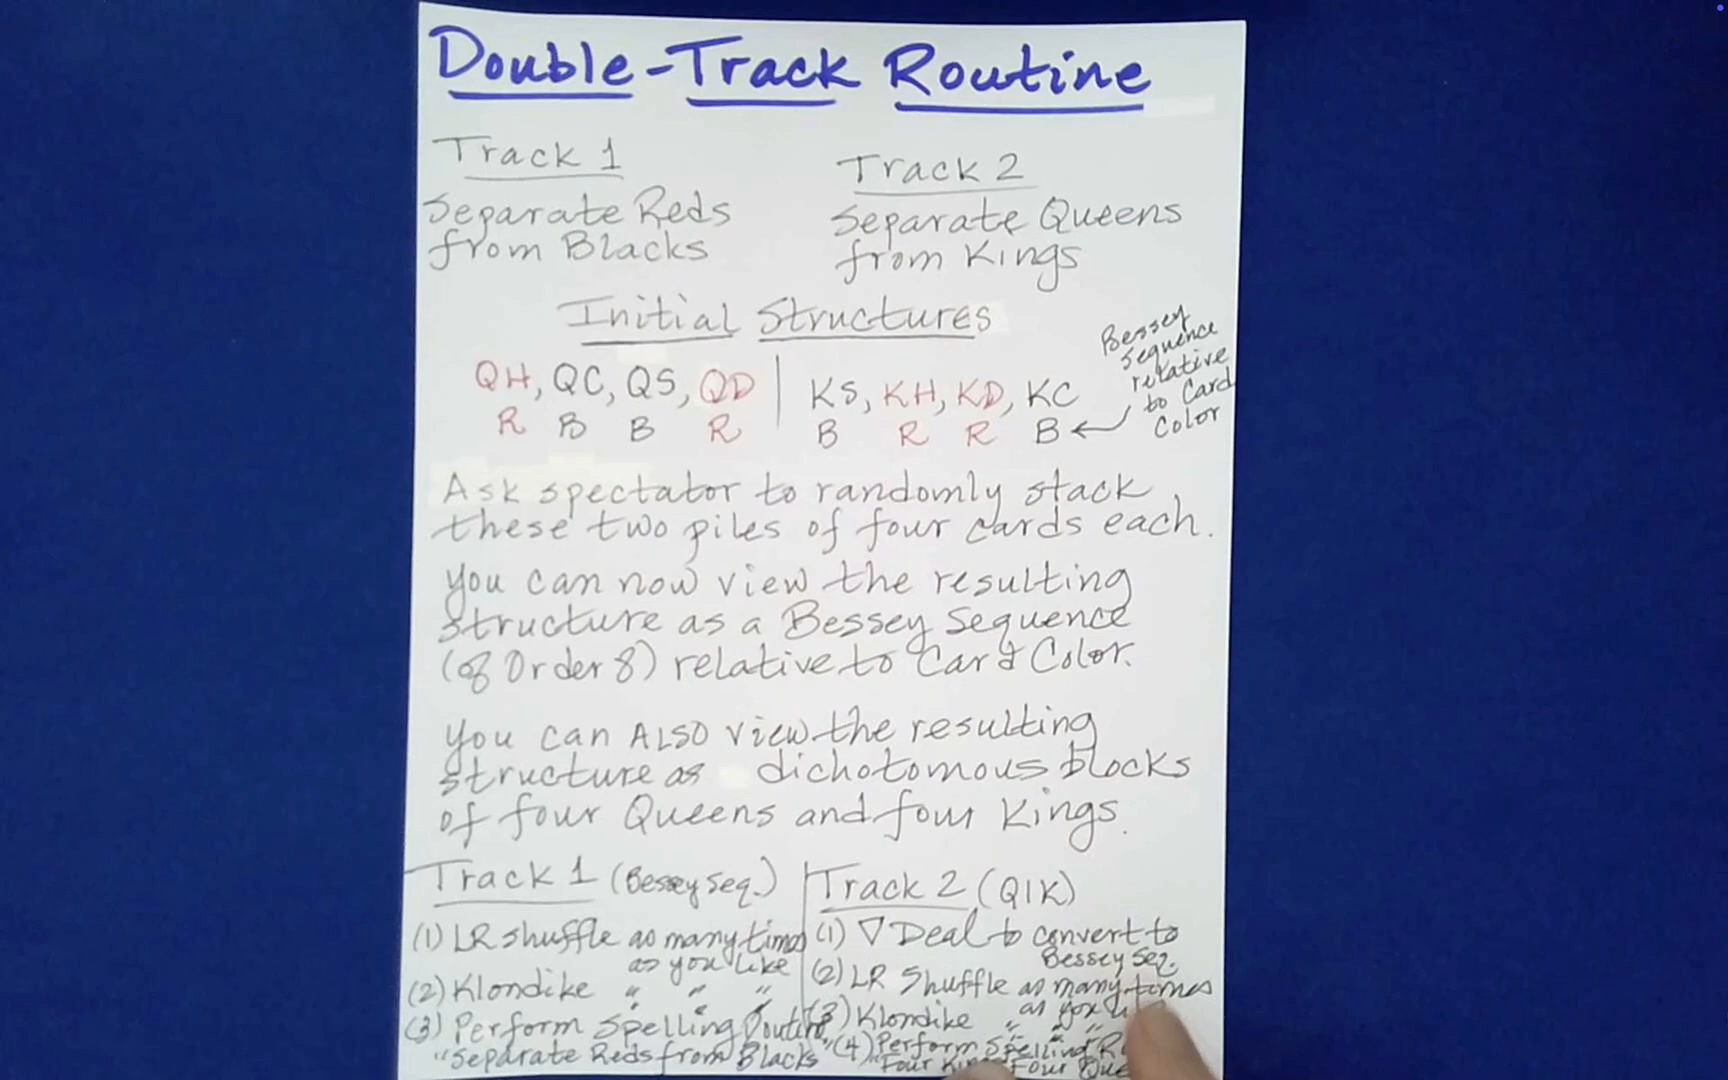 Double-Track Routine
Track 1
Separate Reds
from Blacks
Track 2
Separate Queens
from Kings
Initial Structures
QH, QC, QS, QD | KS, KH, KD, KC
R B B R B R R B
Bessey
Sequence
relative
to Card
Color
Ask spectator to randomly stack
these two piles of four cards each.
You can now view the resulting
structure as a Bessey Sequence
(of Order 8) relative to Card Color.
You can ALSO view the resulting
structure as dichotomous blocks
of four Queens and four Kings.
Track 1 (Bessey Seq.)
(1) LR shuffle as many times
as you like
(2) Klondike " " "
(3) Perform Spelling Routine
"Separate Reds from Blacks"
Track 2 (Q|K)
(1) ▽ Deal to convert to
Bessey Seq.
(2) LR Shuffle as many times
as you
(3) Klondike " " "
(4) Perform Spelling
"Four Four